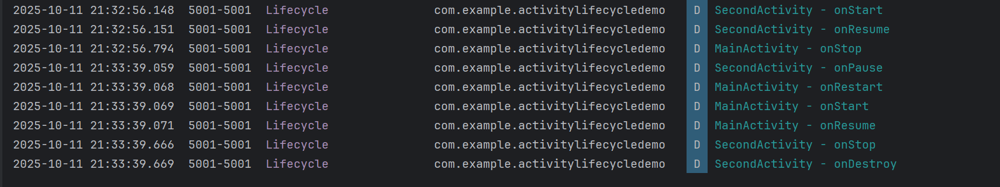 2025-10-11 21:32:56.148  5001-5001  Lifecycle  com.example.activitylifecycledemo  D  SecondActivity - onStart
2025-10-11 21:32:56.151  5001-5001  Lifecycle  com.example.activitylifecycledemo  D  SecondActivity - onResume
2025-10-11 21:32:56.794  5001-5001  Lifecycle  com.example.activitylifecycledemo  D  MainActivity - onStop
2025-10-11 21:33:39.059  5001-5001  Lifecycle  com.example.activitylifecycledemo  D  SecondActivity - onPause
2025-10-11 21:33:39.068  5001-5001  Lifecycle  com.example.activitylifecycledemo  D  MainActivity - onRestart
2025-10-11 21:33:39.069  5001-5001  Lifecycle  com.example.activitylifecycledemo  D  MainActivity - onStart
2025-10-11 21:33:39.071  5001-5001  Lifecycle  com.example.activitylifecycledemo  D  MainActivity - onResume
2025-10-11 21:33:39.666  5001-5001  Lifecycle  com.example.activitylifecycledemo  D  SecondActivity - onStop
2025-10-11 21:33:39.669  5001-5001  Lifecycle  com.example.activitylifecycledemo  D  SecondActivity - onDestroy